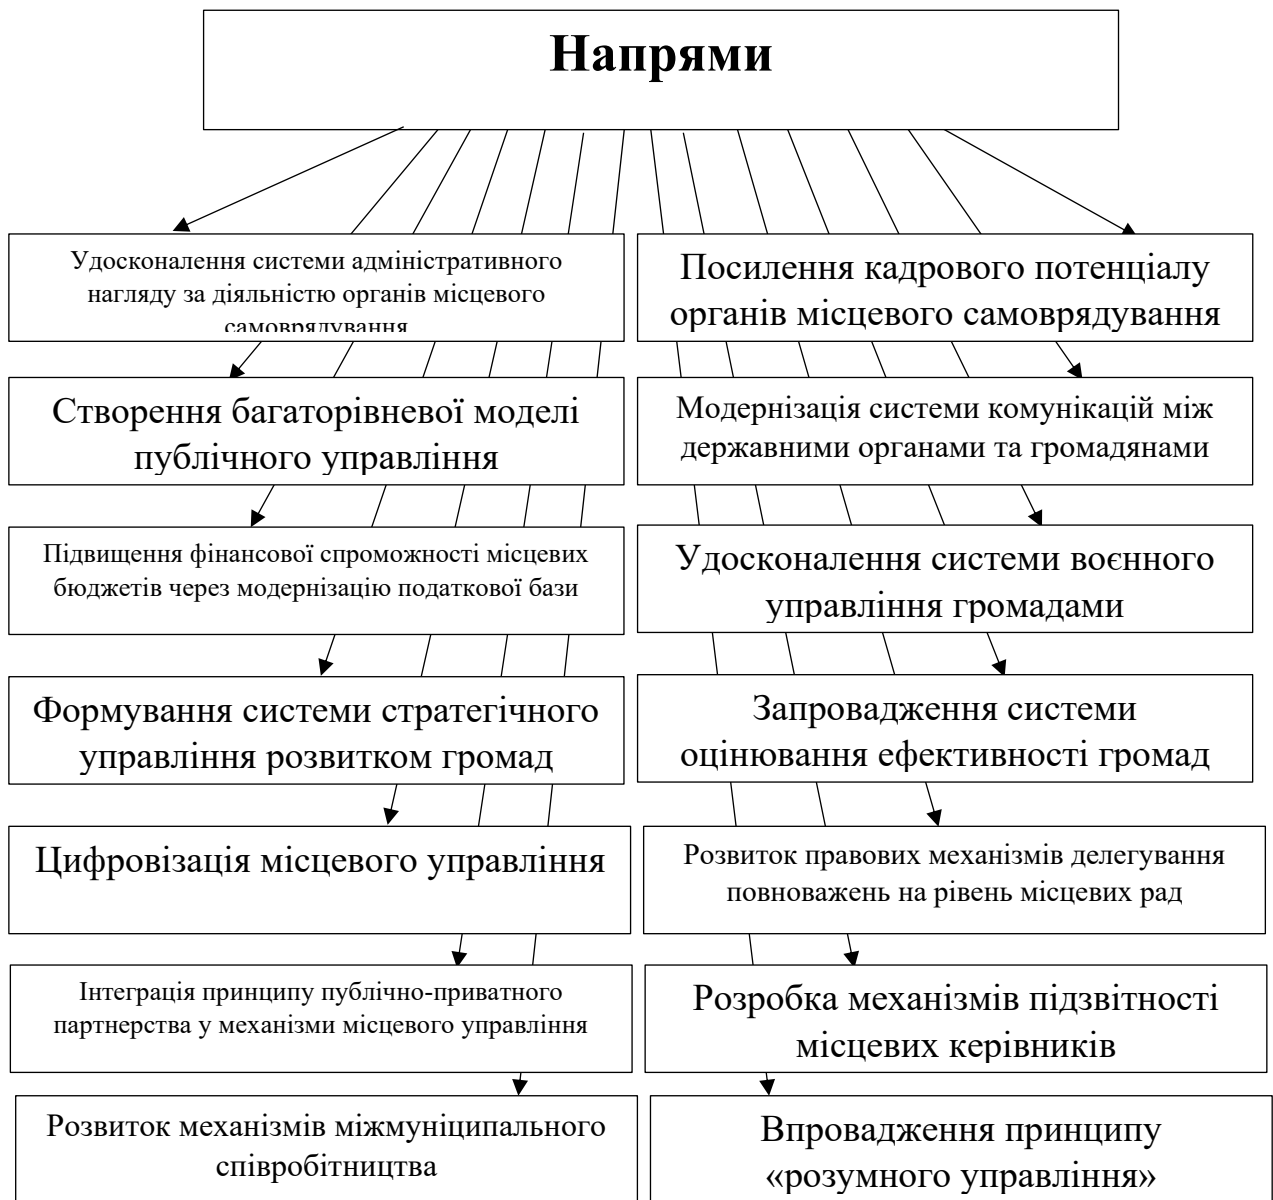 Напрями
Удосконалення системи адміністративного
нагляду за діяльністю органів місцевого
самоврядування
Посилення кадрового потенціалу
органів місцевого самоврядування
Створення багаторівневої моделі
публічного управління
Модернізація системи комунікацій між
державними органами та громадянами
Підвищення фінансової спроможності місцевих
бюджетів через модернізацію податкової бази
Удосконалення системи воєнного
управління громадами
Формування системи стратегічного
управління розвитком громад
Запровадження системи
оцінювання ефективності громад
Цифровізація місцевого управління
Розвиток правових механізмів делегування
повноважень на рівень місцевих рад
Інтеграція принципу публічно-приватного
партнерства у механізми місцевого управління
Розробка механізмів підзвітності
місцевих керівників
Розвиток механізмів міжмуніципального
співробітництва
Впровадження принципу
«розумного управління»